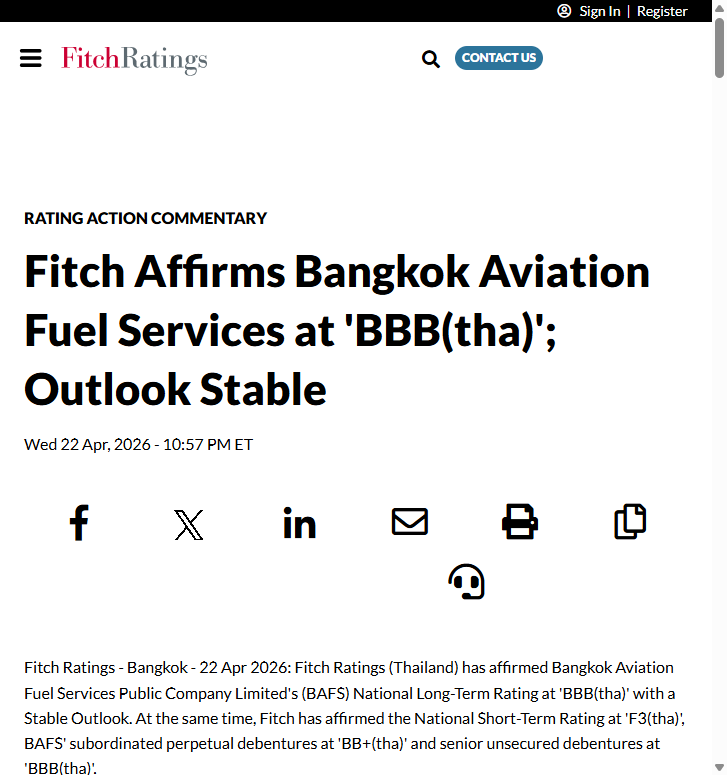 Sign In | Register
FitchRatings
CONTACT US
RATING ACTION COMMENTARY
Fitch Affirms Bangkok Aviation
Fuel Services at 'BBB(tha)';
Outlook Stable
Wed 22 Apr, 2026 - 10:57 PM ET
Fitch Ratings - Bangkok - 22 Apr 2026: Fitch Ratings (Thailand) has affirmed Bangkok Aviation
Fuel Services Public Company Limited's (BAFS) National Long-Term Rating at 'BBB(tha)' with a
Stable Outlook. At the same time, Fitch has affirmed the National Short-Term Rating at 'F3(tha)',
BAFS' subordinated perpetual debentures at 'BB+(tha)' and senior unsecured debentures at
'BBB(tha)'.